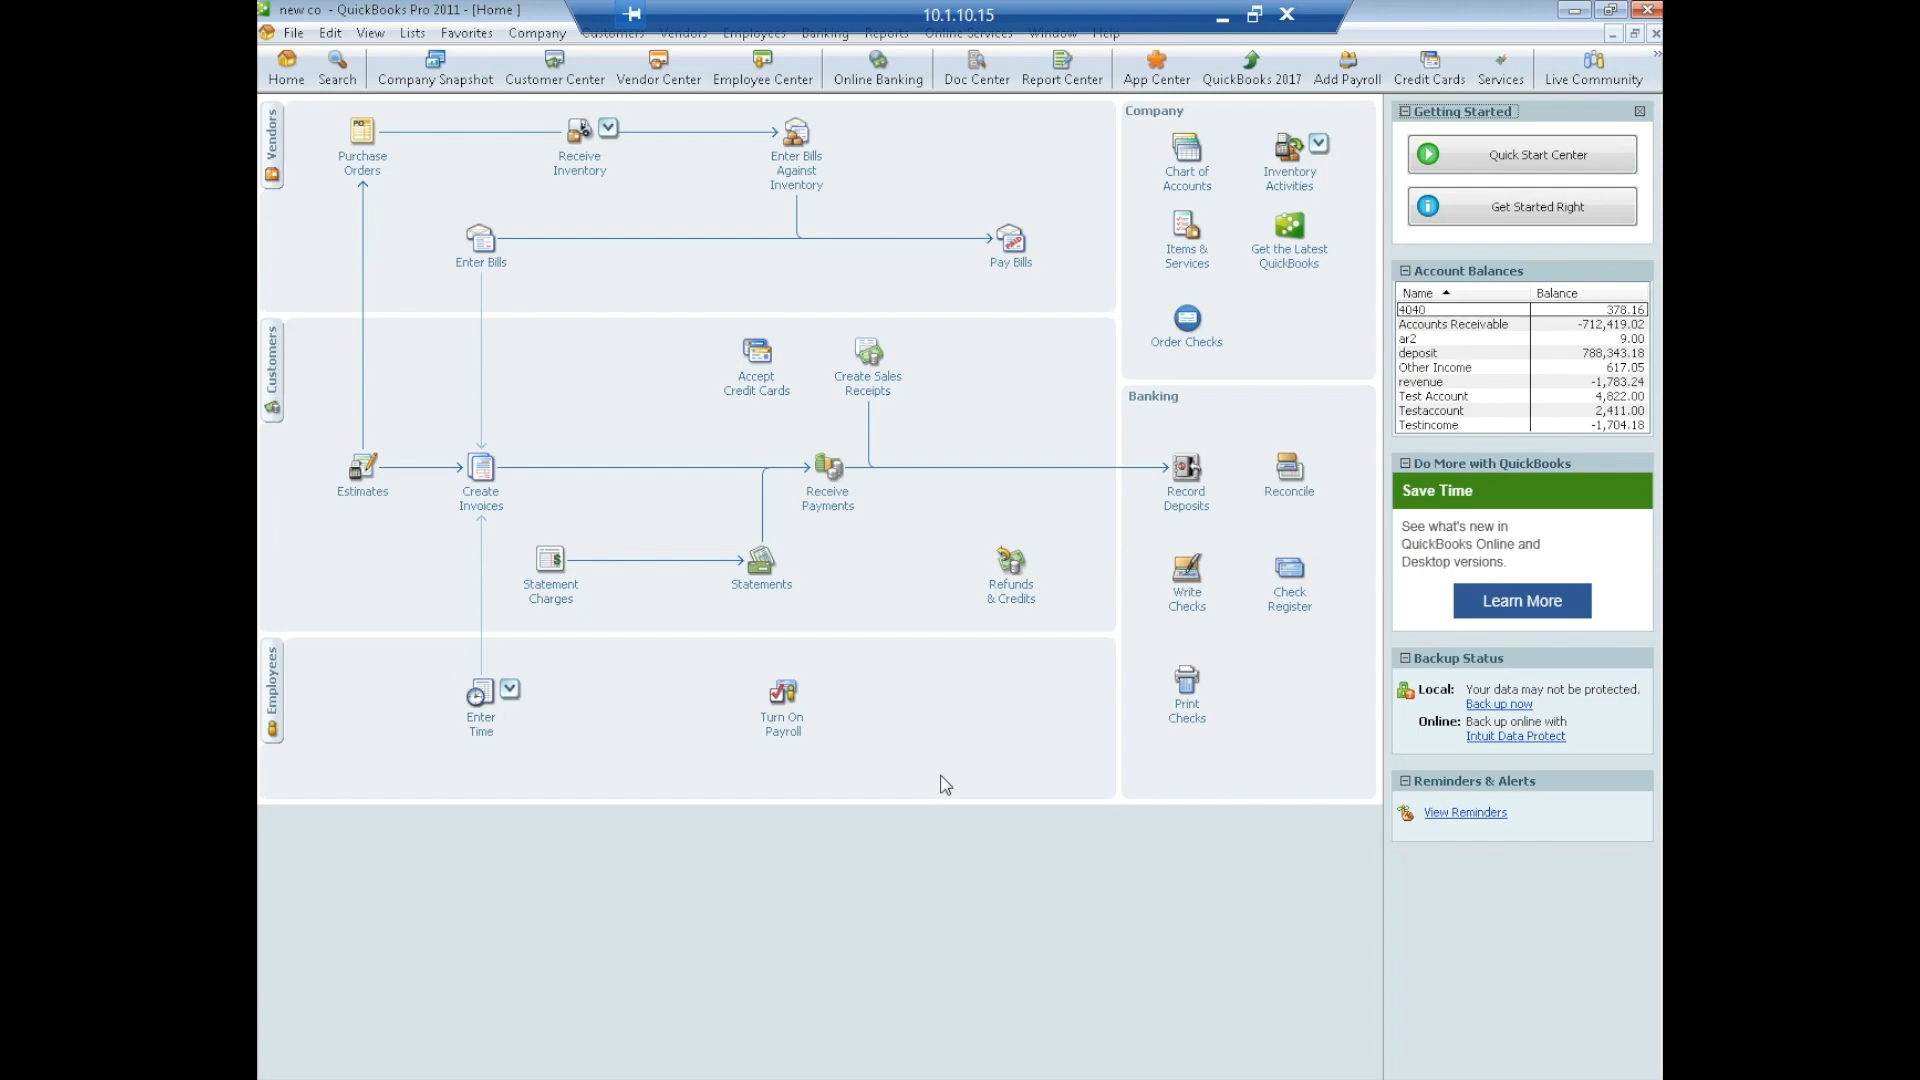 new co - QuickBooks Pro 2011 - [Home ]
10.1.10.15
File Edit View Lists Favorites Company Customers Vendors Employees Banking Reports Online Services Window Help
Home Search Company Snapshot Customer Center Vendor Center Employee Center Online Banking Doc Center Report Center App Center QuickBooks 2017 Add Payroll Credit Cards Services Live Community
Vendors
PO
Purchase
Orders
Receive
Inventory
Enter Bills
Against
Inventory
Enter Bills
Pay Bills
Customers
Accept
Credit Cards
Create Sales
Receipts
Estimates
Create
Invoices
Receive
Payments
Statement
Charges
Statements
Refunds
& Credits
Employees
Enter
Time
Turn On
Payroll
Company
Chart of
Accounts
Inventory
Activities
Items &
Services
Get the Latest
QuickBooks
Order Checks
Banking
Record
Deposits
Reconcile
Write
Checks
Check
Register
Print
Checks
Getting Started
Quick Start Center
Get Started Right
Account Balances
Name Balance
4040 378.16
Accounts Receivable -712,419.02
ar2 9.00
deposit 788,343.18
Other Income 617.05
revenue -1,783.24
Test Account 4,822.00
Testaccount 2,411.00
Testincome -1,704.18
Do More with QuickBooks
Save Time
See what's new in
QuickBooks Online and
Desktop versions.
Learn More
Backup Status
Local: Your data may not be protected.
Back up now
Online: Back up online with
Intuit Data Protect
Reminders & Alerts
View Reminders